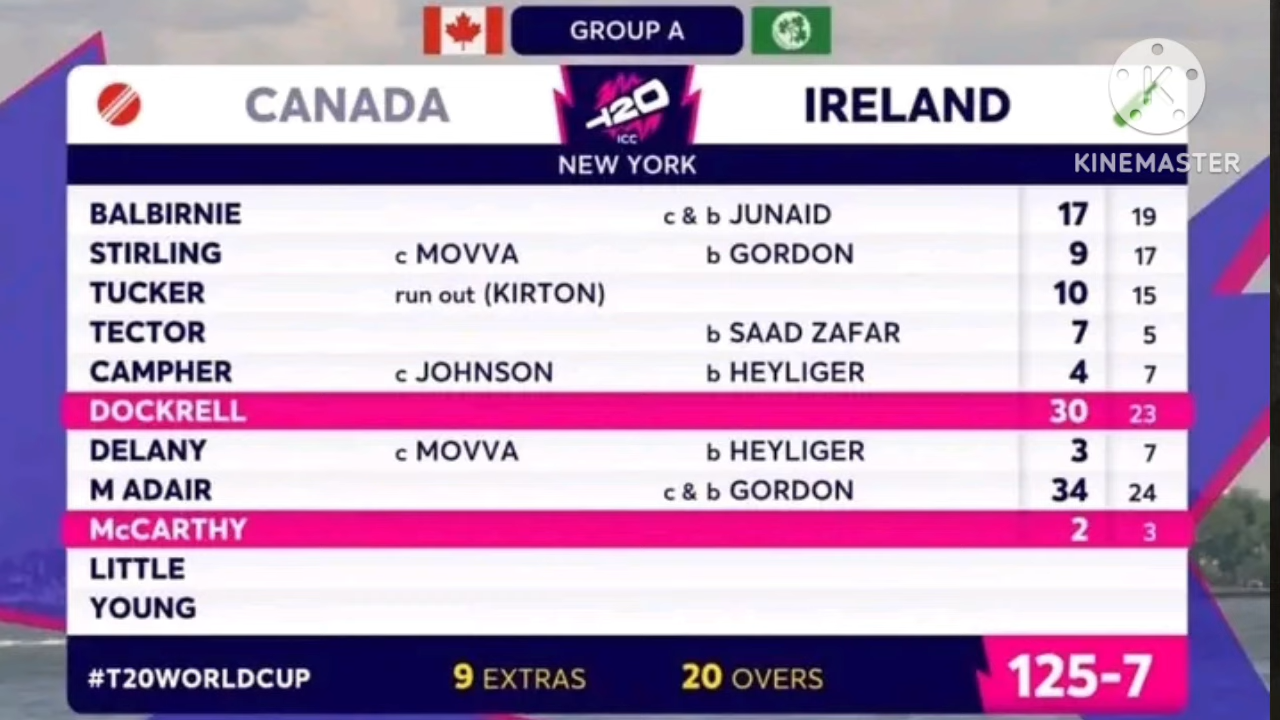 GROUP A
CANADA T20 IRELAND
ICC
K
KINEMASTER
NEW YORK
BALBIRNIE c & b JUNAID 17 19
STIRLING c MOVVA b GORDON 9 17
TUCKER run out (KIRTON) 10 15
TECTOR b SAAD ZAFAR 7 5
CAMPHER c JOHNSON b HEYLIGER 4 7
DOCKRELL 30 23
DELANY c MOVVA b HEYLIGER 3 7
M ADAIR c & b GORDON 34 24
McCARTHY 2 3
LITTLE
YOUNG
#T20WORLDCUP 9 EXTRAS 20 OVERS 125-7